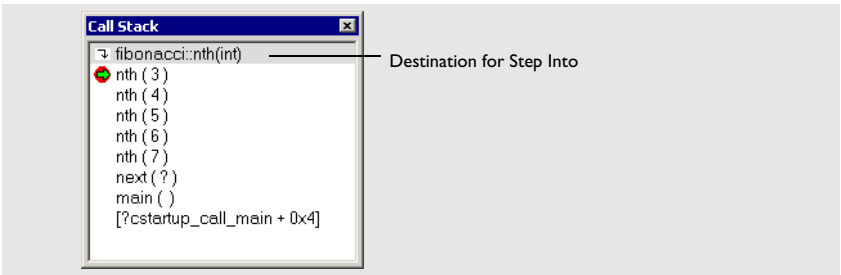 Call Stack
fibonacci::nth(int)
Destination for Step Into
nth ( 3 )
nth ( 4 )
nth ( 5 )
nth ( 6 )
nth ( 7 )
next ( ? )
main ( )
[?cstartup_call_main + 0x4]